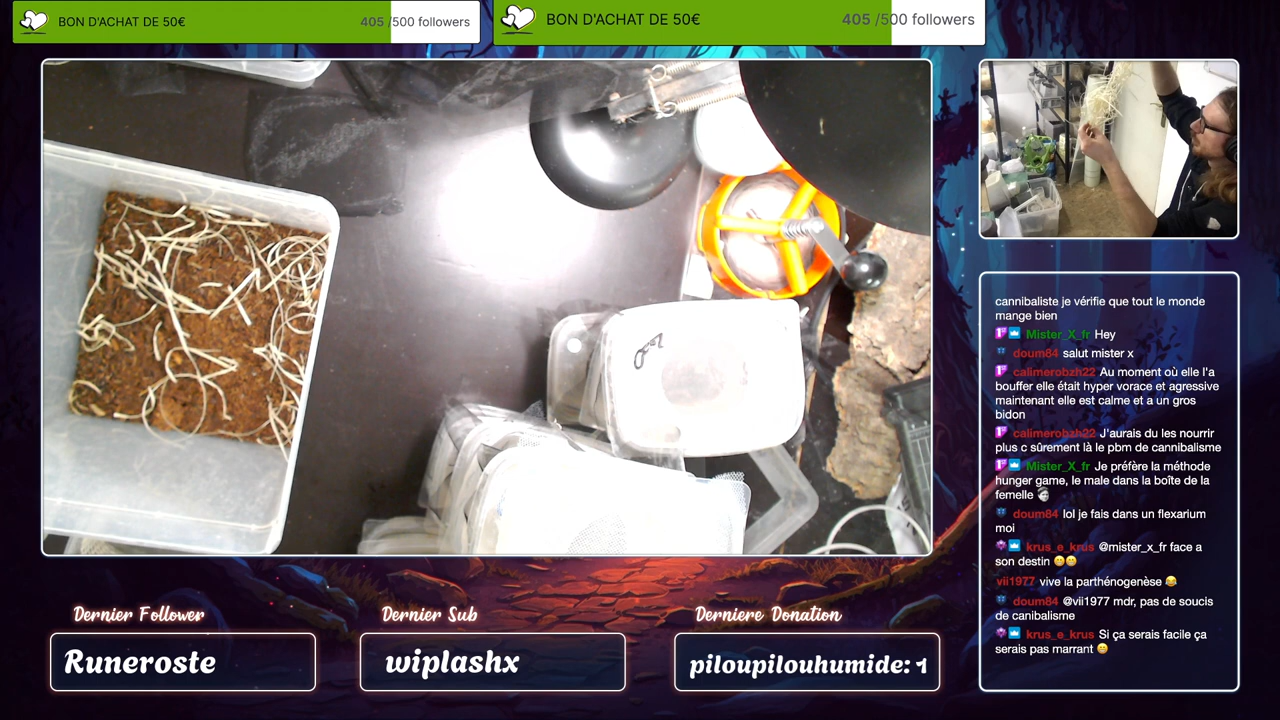 BON D'ACHAT DE 50€
405 /500 followers
BON D'ACHAT DE 50€
405 /500 followers
cannibaliste je vérifie que tout le monde
mange bien
Mister_X_fr Hey
doum84 salut mister x
calimerobzh22 Au moment où elle l'a
bouffer elle était hyper vorace et agressive
maintenant elle est calme et a un gros
bidon
calimerobzh22 J'aurais du les nourrir
plus c sûrement là le pbm de cannibalisme
Mister_X_fr Je préfère la méthode
hunger game, le male dans la boîte de la
femelle
doum84 lol je fais dans un flexarium
moi
krus_e_krus @mister_x_fr face a
son destin
vii1977 vive la parthénogenèse
doum84 @vii1977 mdr, pas de soucis
de canibalisme
krus_e_krus Si ça serais facile ça
serais pas marrant
Dernier Follower
Runeroste
Dernier Sub
wiplashx
Derniere Donation
piloupilouhumide: 1